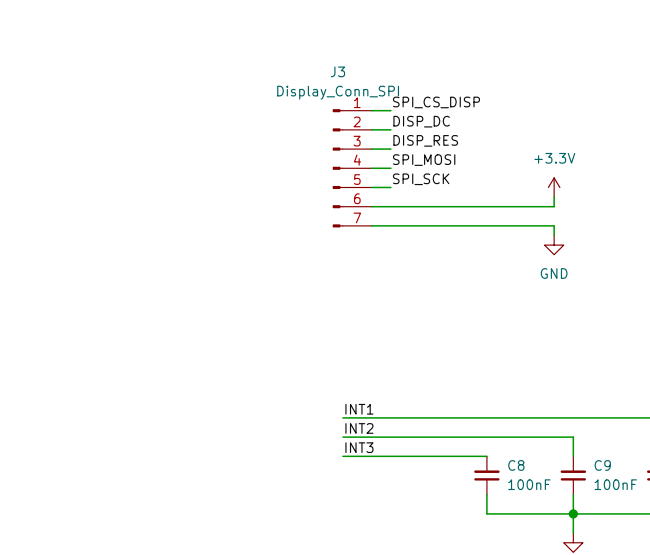 J3
Display_Conn_SPI
1 SPI_CS_DISP
2 DISP_DC
3 DISP_RES
4 SPI_MOSI
5 SPI_SCK
6
7
+3.3V
GND
INT1
INT2
INT3
C8
100nF
C9
100nF